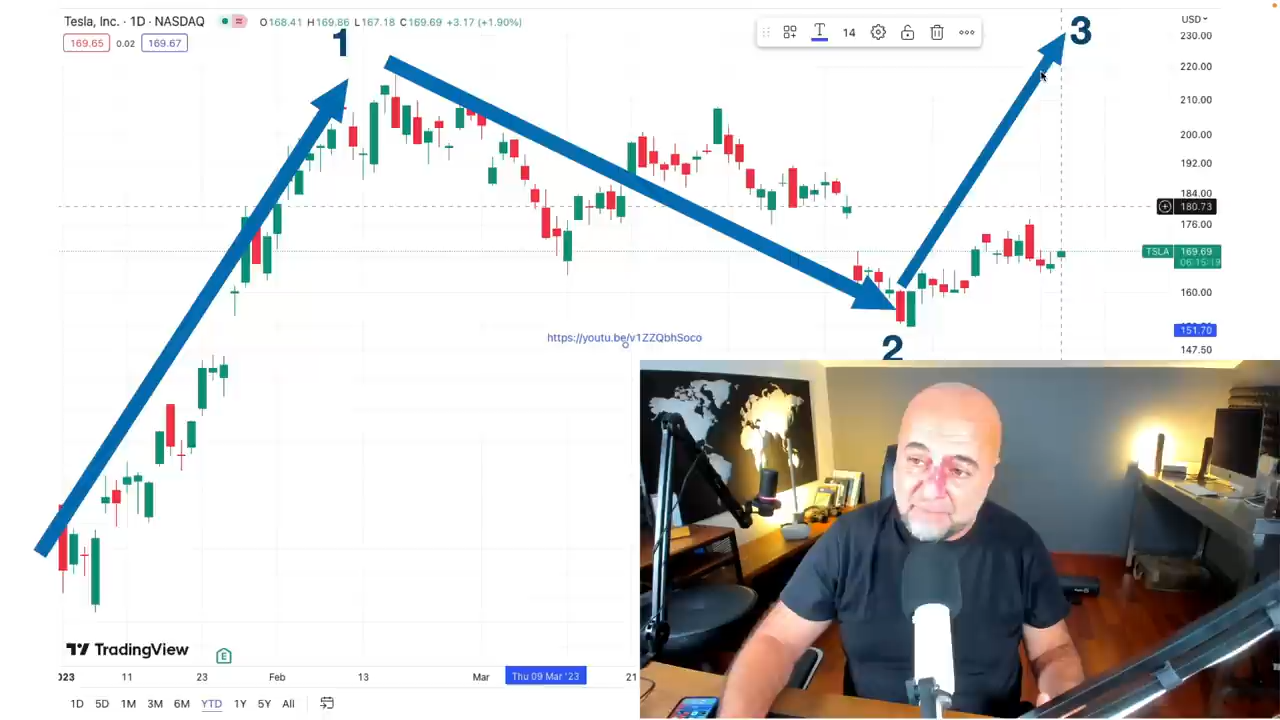 Tesla, Inc. · 1D · NASDAQ O168.41 H169.86 L167.18 C169.69 +3.17 (+1.90%)
169.65 0.02 169.67
T 14
USD
1
3
230.00
220.00
210.00
200.00
192.00
184.00
180.73
176.00
TSLA 169.69
06:15:19
160.00
151.70
147.50
https://youtu.be/v1ZZQbhSoco
2
TradingView
E
2023 11 23 Feb 13 Mar Thu 09 Mar '23 21
1D 5D 1M 3M 6M YTD 1Y 5Y All